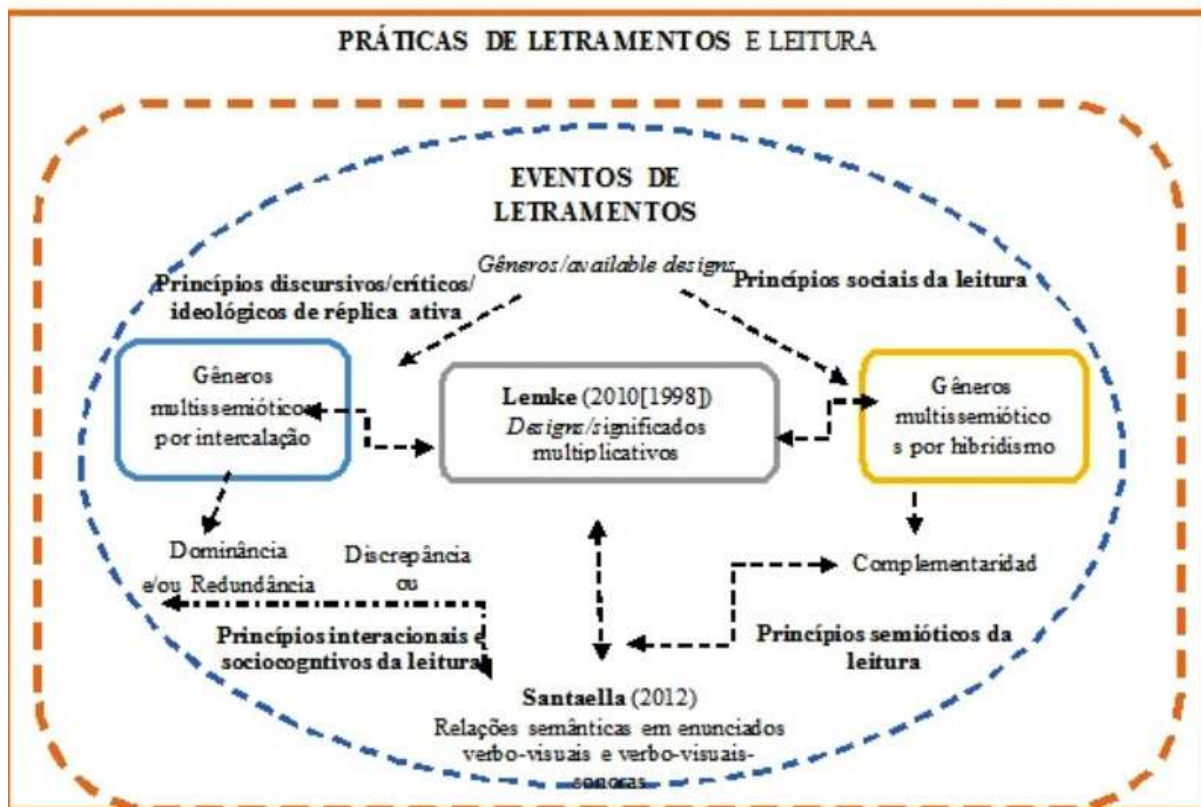 PRÁTICAS DE LETRAMENTOS E LEITURA
EVENTOS DE
LETRAMENTOS
Gêneros/available designs
Princípios discursivos/críticos/
ideológicos de réplica ativa
Princípios sociais da leitura
Gêneros
multissemiótico
por intercalação
Lemke (2010[1998])
Designs/significados
multiplicativos
Gêneros
multissemiótico
s por hibridismo
Dominância
e/ou Redundância
Discrepância
ou
Complementaridad
Princípios interacionais e
sociocogntivos da leitura
Princípios semióticos da
leitura
Santaella (2012)
Relações semânticas em enunciados
verbo-visuais e verbo-visuais-
sonoras